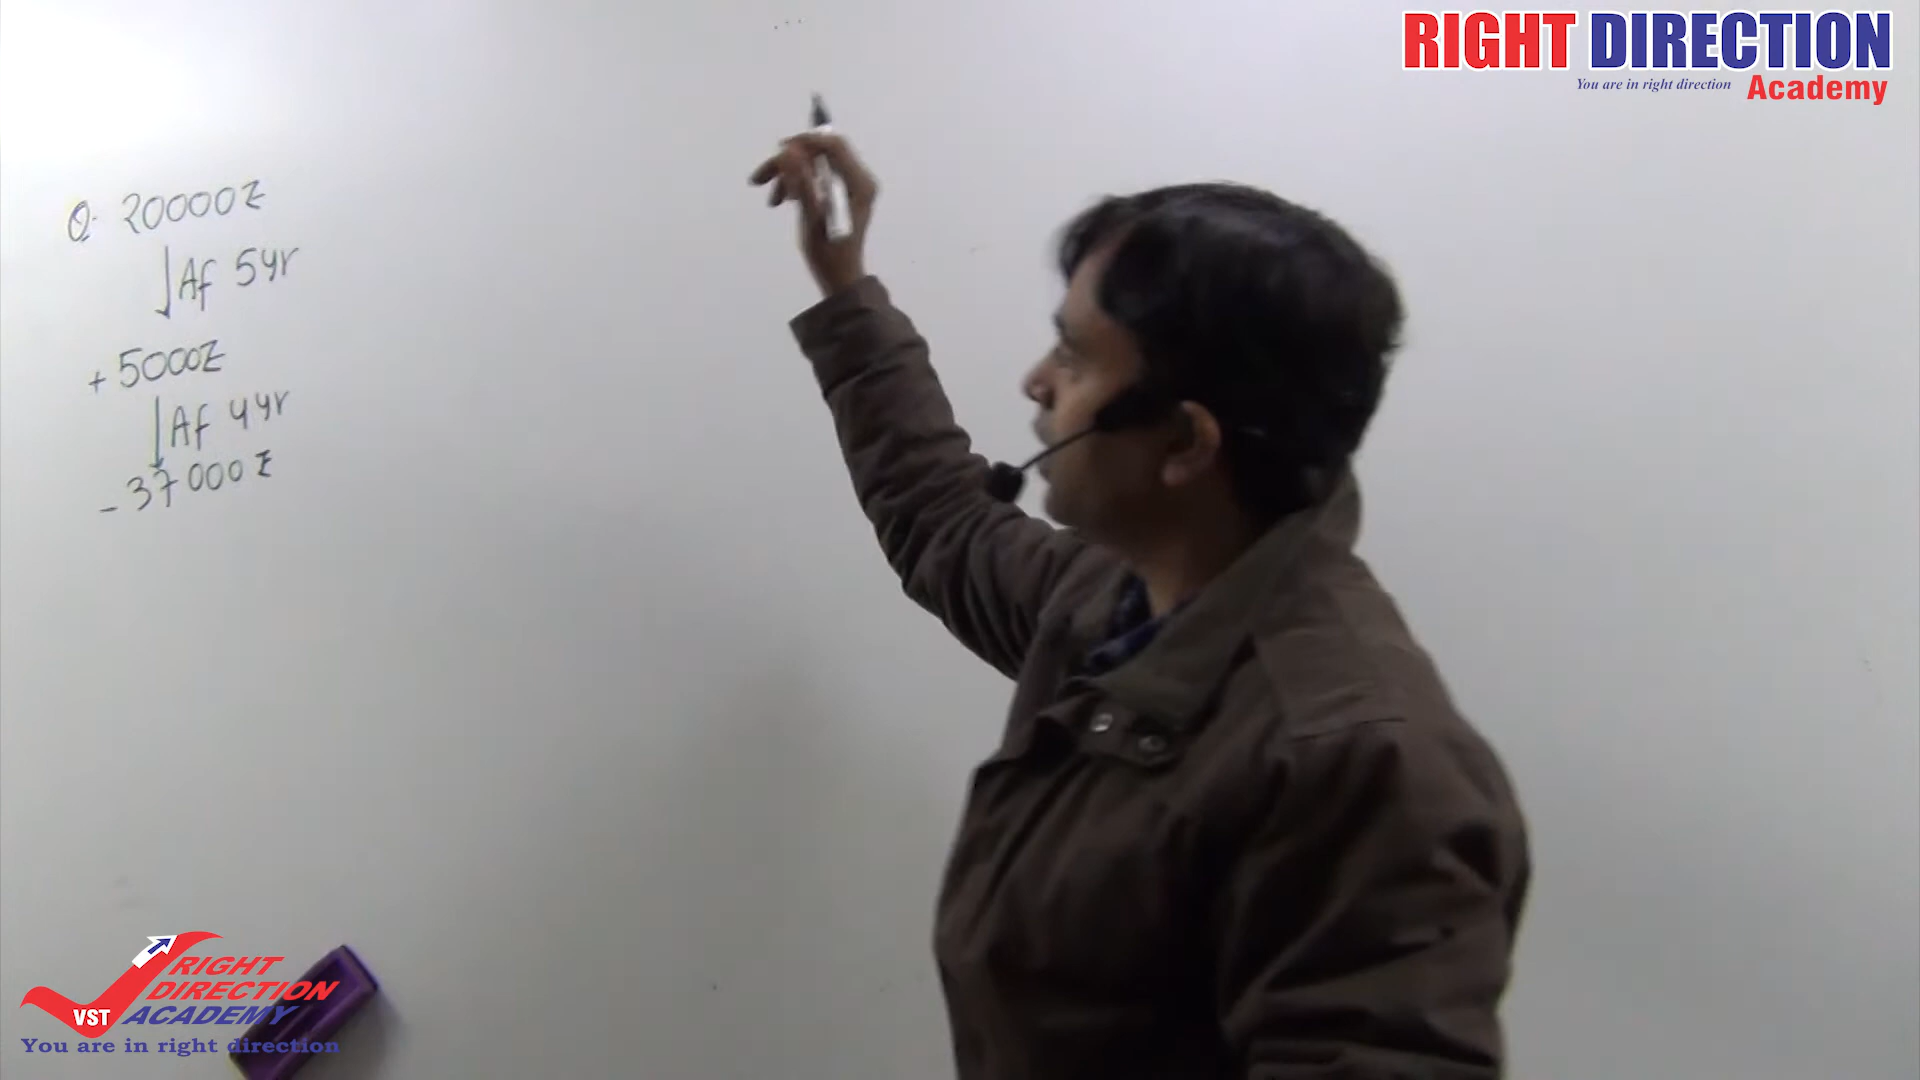 RIGHT DIRECTION
You are in right direction Academy
Q. 20000₹
Af 5yr
+ 5000₹
Af 4yr
- 37000₹
RIGHT
DIRECTION
VST ACADEMY
You are in right direction